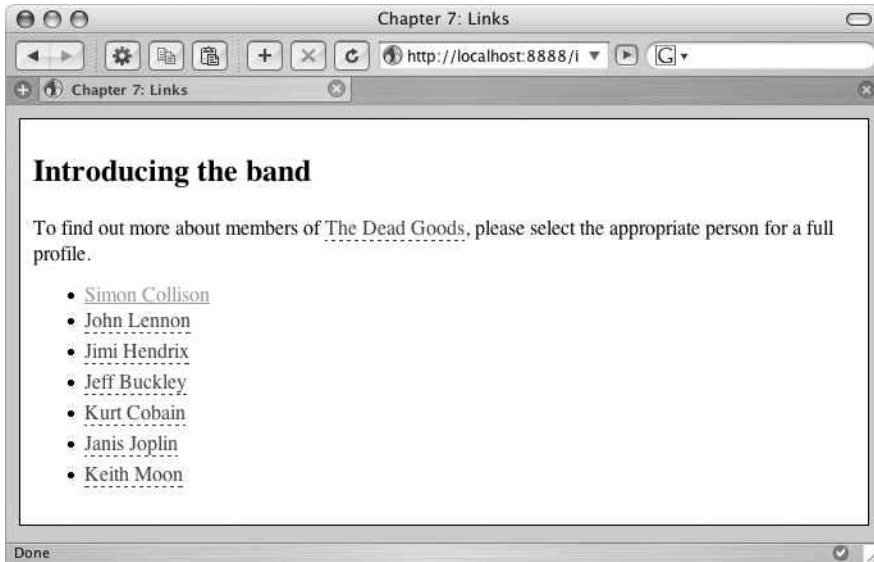 Chapter 7: Links
http://localhost:8888/i
G
Chapter 7: Links
Introducing the band
To find out more about members of The Dead Goods, please select the appropriate person for a full
profile.
Simon Collison
John Lennon
Jimi Hendrix
Jeff Buckley
Kurt Cobain
Janis Joplin
Keith Moon
Done